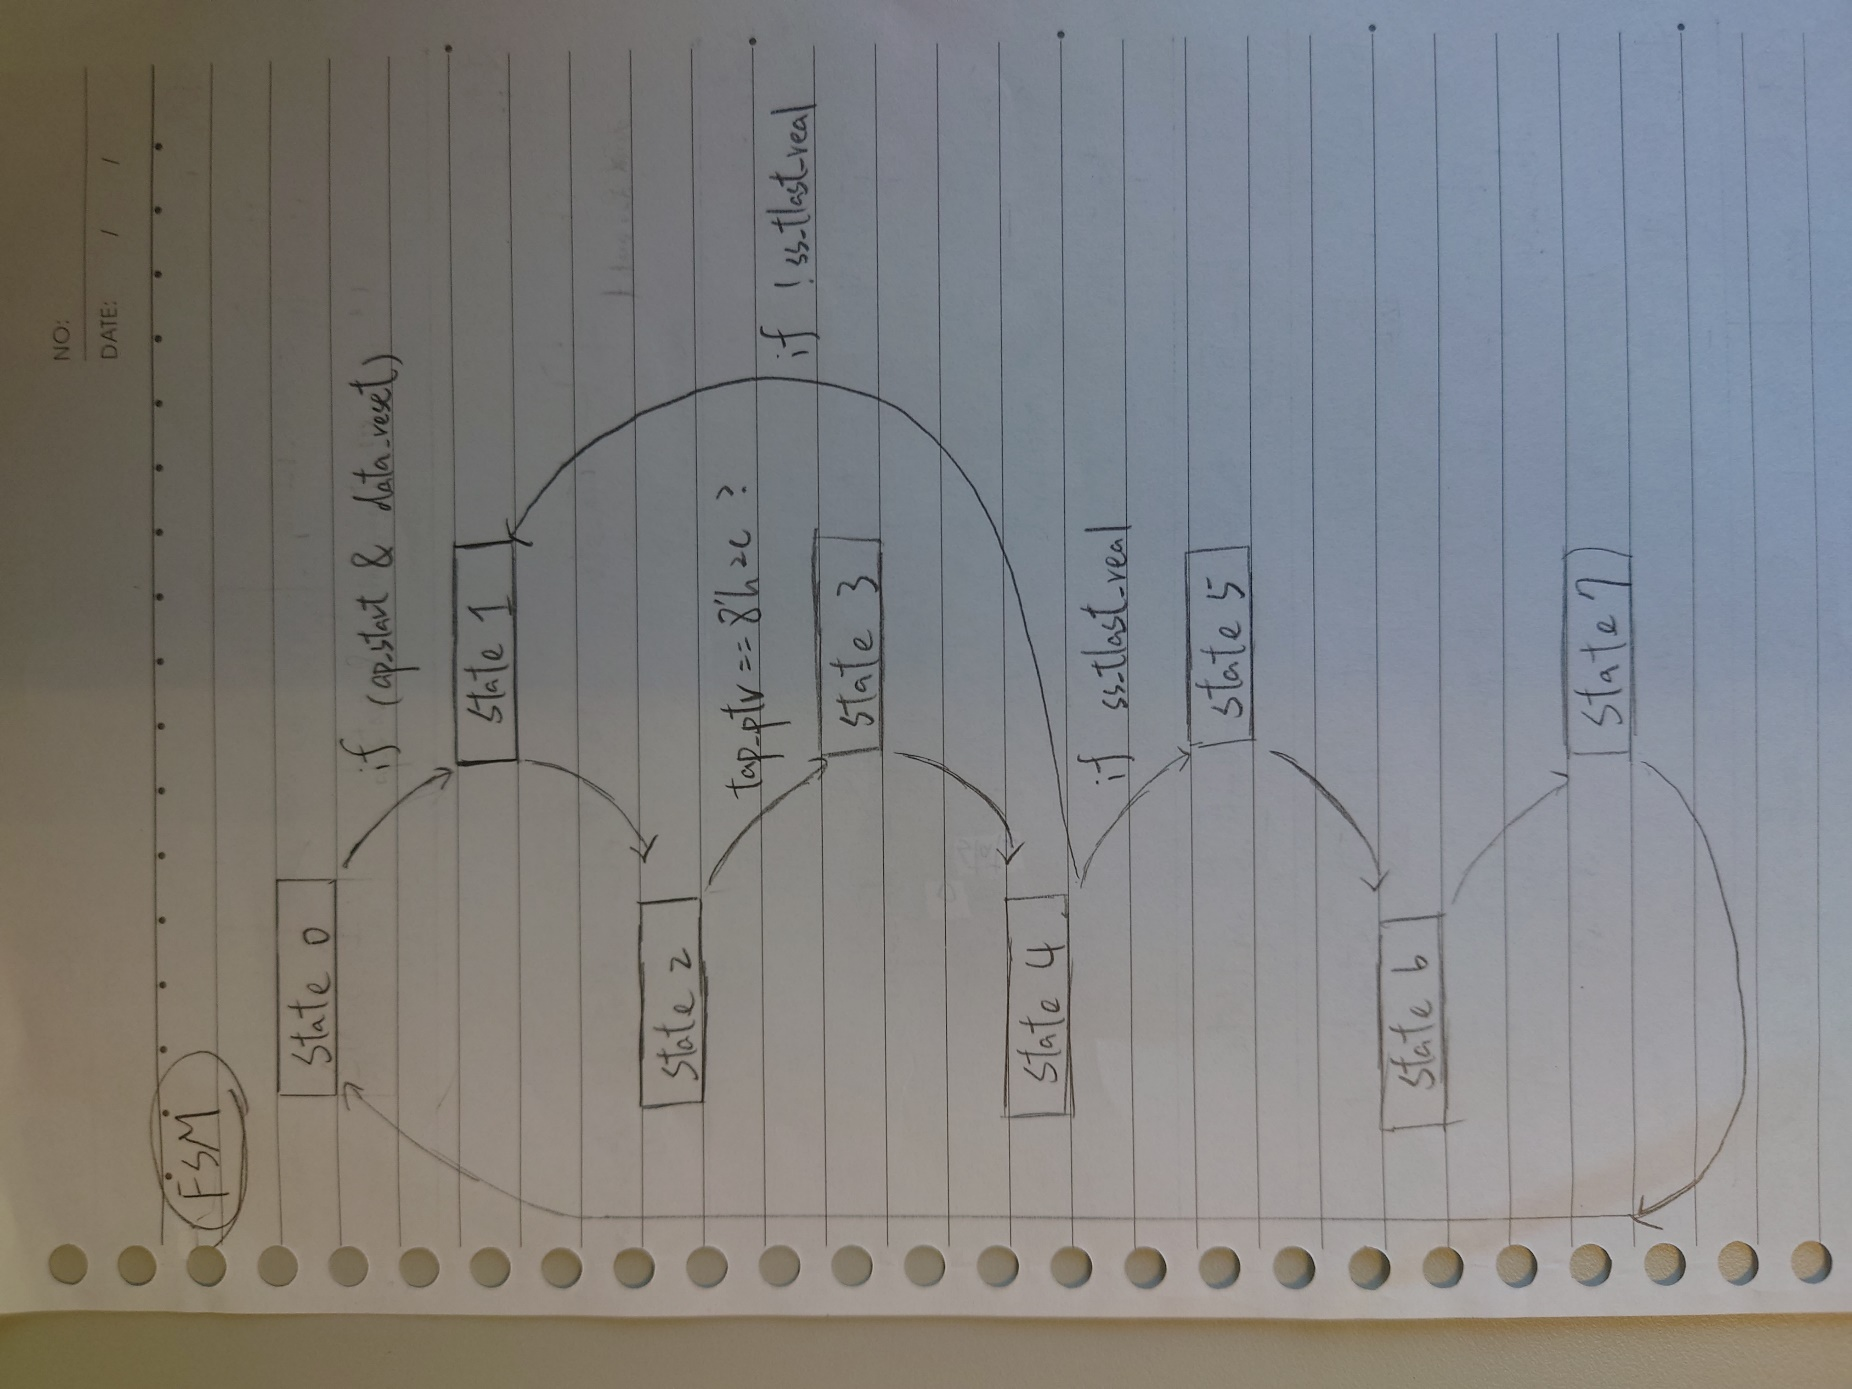 NO:
DATE: / /
FSM
State 0
if (ap_start & data_reset)
State 1
State 2
tap_ptr == 8'h2c ?
State 3
if ! ss_tlast_real
State 4
if ss_tlast_real
State 5
State 6
State 7